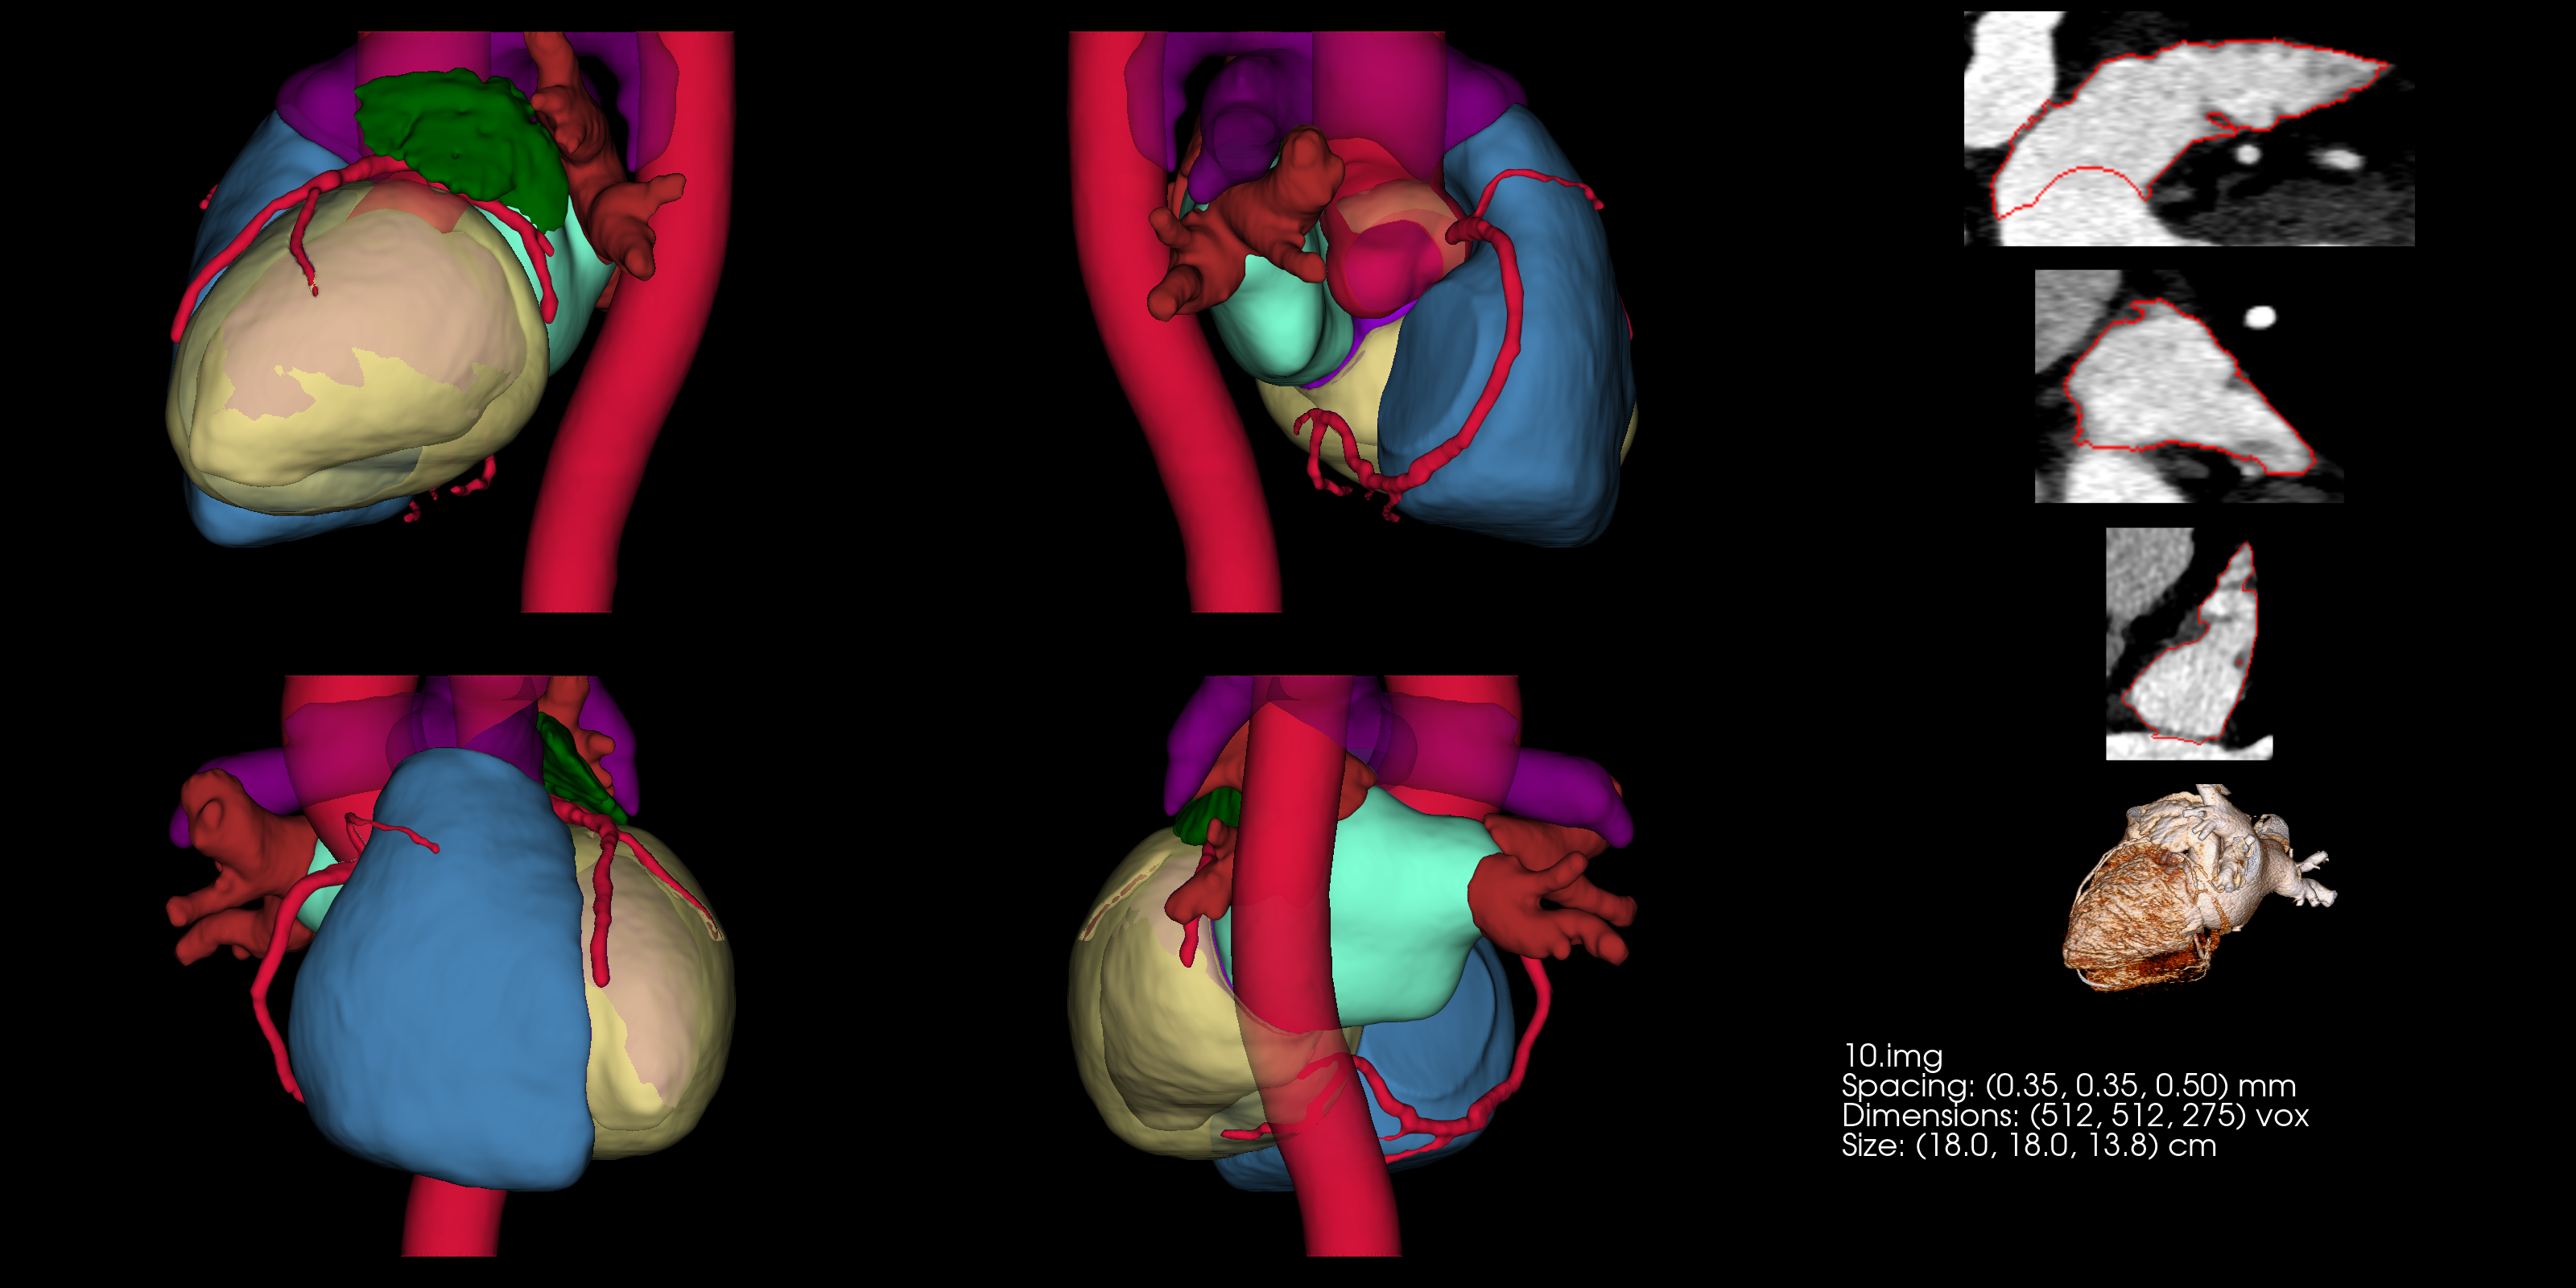 10.img
Spacing: (0.35, 0.35, 0.50) mm
Dimensions: (512, 512, 275) vox
Size: (18.0, 18.0, 13.8) cm